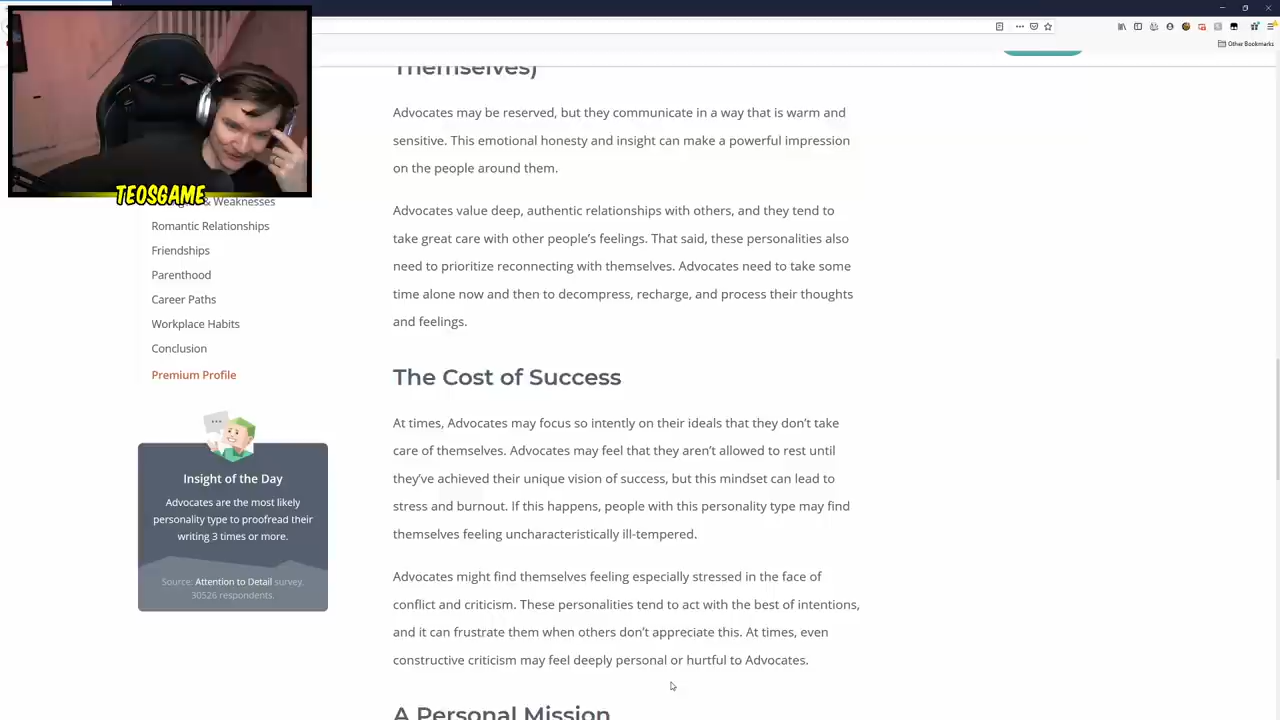 Other Bookmarks
TEOSGAME
& Weaknesses
Romantic Relationships
Friendships
Parenthood
Career Paths
Workplace Habits
Conclusion
Premium Profile
Insight of the Day
Advocates are the most likely
personality type to proofread their
writing 3 times or more.
Source: Attention to Detail survey,
30526 respondents.
Themselves)
Advocates may be reserved, but they communicate in a way that is warm and
sensitive. This emotional honesty and insight can make a powerful impression
on the people around them.
Advocates value deep, authentic relationships with others, and they tend to
take great care with other people’s feelings. That said, these personalities also
need to prioritize reconnecting with themselves. Advocates need to take some
time alone now and then to decompress, recharge, and process their thoughts
and feelings.
The Cost of Success
At times, Advocates may focus so intently on their ideals that they don’t take
care of themselves. Advocates may feel that they aren’t allowed to rest until
they’ve achieved their unique vision of success, but this mindset can lead to
stress and burnout. If this happens, people with this personality type may find
themselves feeling uncharacteristically ill-tempered.
Advocates might find themselves feeling especially stressed in the face of
conflict and criticism. These personalities tend to act with the best of intentions,
and it can frustrate them when others don’t appreciate this. At times, even
constructive criticism may feel deeply personal or hurtful to Advocates.
A Personal Mission